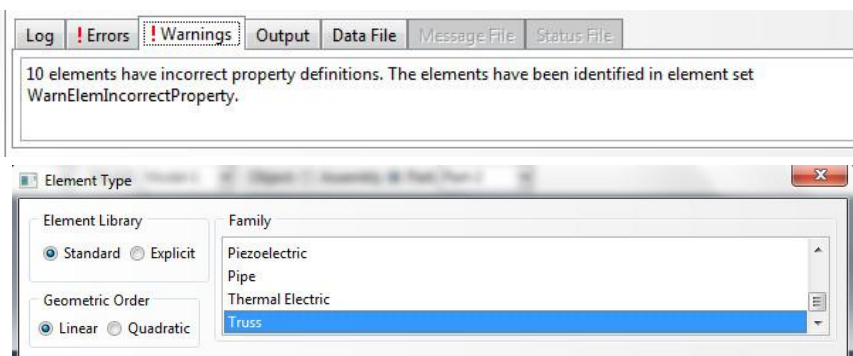 Log ! Errors ! Warnings Output Data File Message File Status File
10 elements have incorrect property definitions. The elements have been identified in element set
WarnElemIncorrectProperty.
Element Type
Element Library
Family
Standard Explicit
Piezoelectric
Pipe
Geometric Order
Thermal Electric
Linear Quadratic
Truss